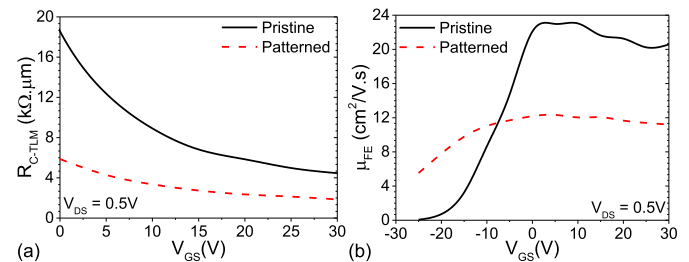 20
16
12
8
4
0
R_C-TLM (kΩ.µm)
Pristine
Patterned
V_DS = 0.5V
0 5 10 15 20 25 30
V_GS(V)
(a)
24
20
16
12
8
4
0
µ_FE (cm²/V.s)
Pristine
Patterned
V_DS = 0.5V
-30 -20 -10 0 10 20 30
V_GS(V)
(b)